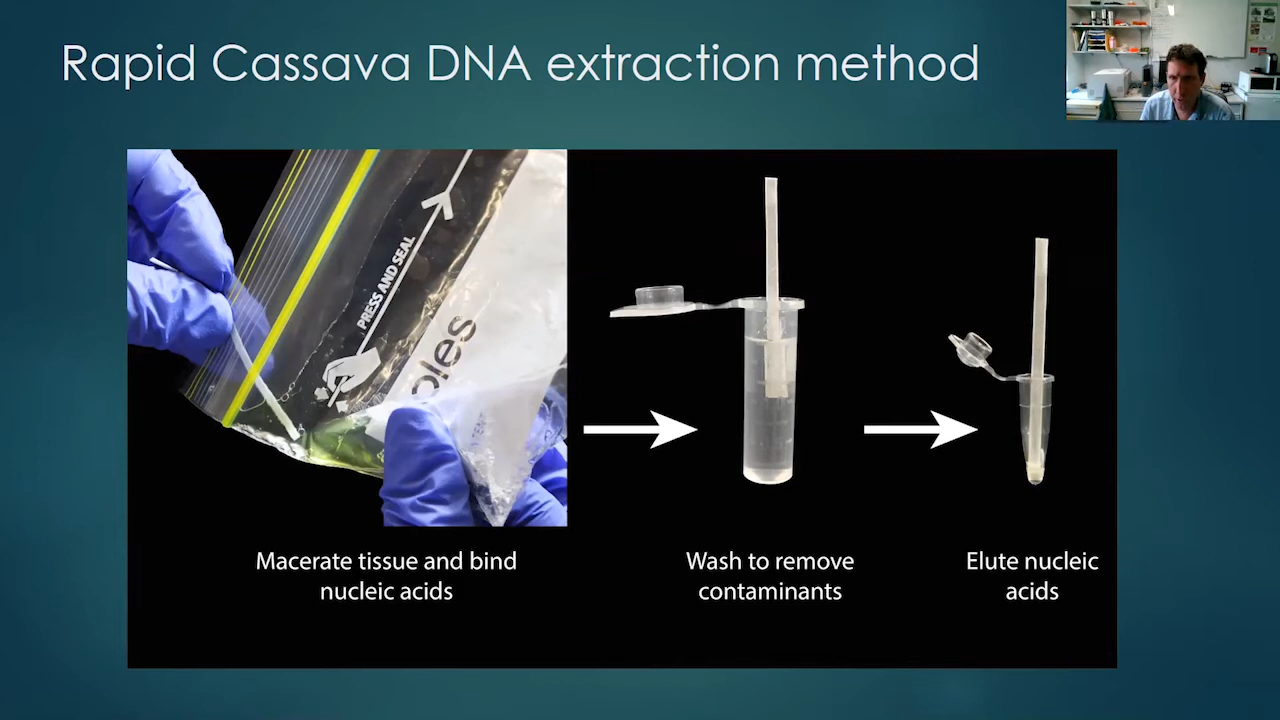 Rapid Cassava DNA extraction method
PRESS AND SEAL
ples
Macerate tissue and bind
nucleic acids
Wash to remove
contaminants
Elute nucleic
acids